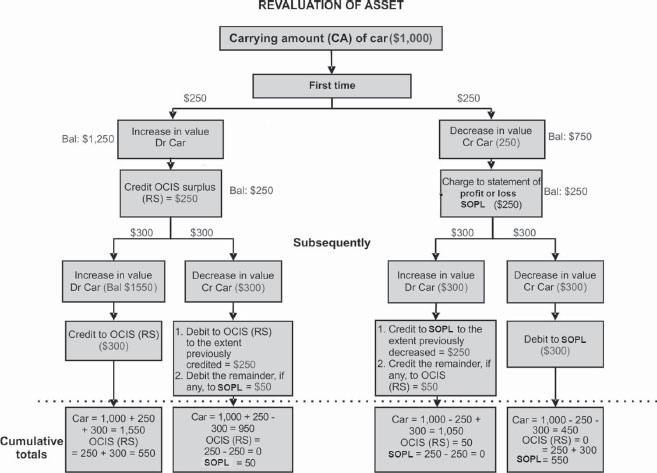 REVALUATION OF ASSET
Carrying amount (CA) of car ($1,000)
First time
$250
$250
Bal: $1,250
Increase in value
Dr Car
Decrease in value
Cr Car (250)
Bal: $750
Credit OCIS surplus
(RS) = $250
Bal: $250
Charge to statement of
profit or loss
SOPL ($250)
Bal: $250
$300
$300
Subsequently
$300
$300
Increase in value
Dr Car (Bal $1550)
Decrease in value
Cr Car ($300)
Increase in value
Dr Car ($300)
Decrease in value
Cr Car ($300)
Credit to OCIS (RS)
($300)
1. Debit to OCIS (RS)
to the extent
previously
credited = $250
2. Debit the remainder, if
any, to SOPL = $50
1. Credit to SOPL to the
extent previously
decreased = $250
2. Credit the remainder, if
any, to OCIS
(RS) = $50
Debit to SOPL
($300)
Cumulative
totals
Car = 1,000 + 250
+ 300 = 1,550
OCIS (RS)
= 250 + 300 = 550
Car = 1,000 + 250 -
300 = 950
OCIS (RS) =
250 - 250 = 0
SOPL = 50
Car = 1,000 - 250 +
300 = 1,050
OCIS (RS) = 50
SOPL = 250 - 250 = 0
Car = 1,000 - 250 -
300 = 450
OCIS (RS) = 0
= 250 + 300
SOPL = 550